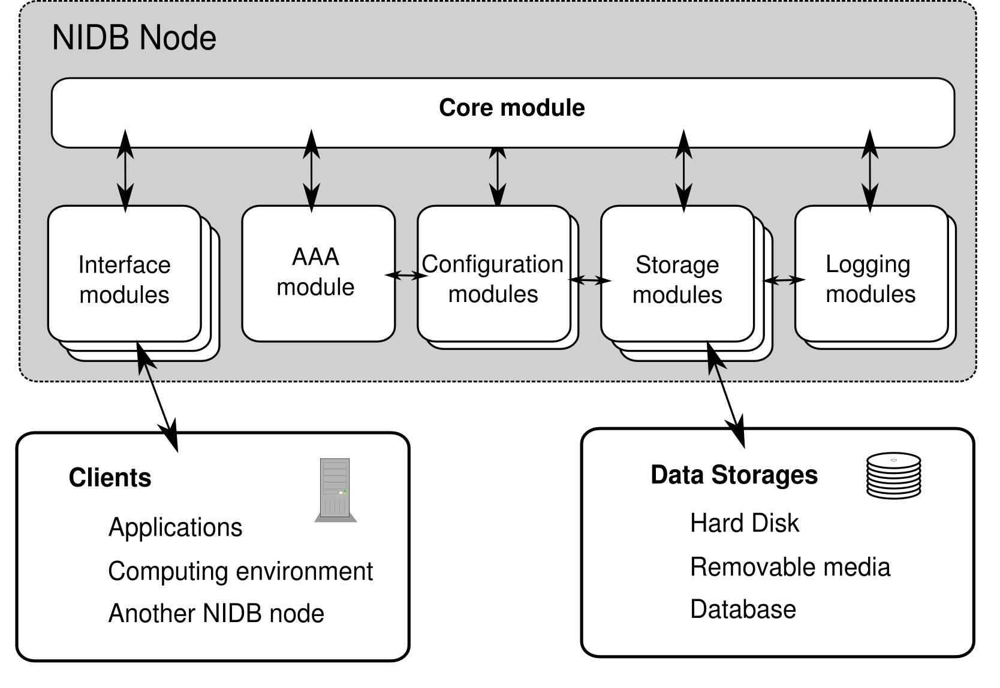 NIDB Node
Core module
Interface
modules
AAA
module
Configuration
modules
Storage
modules
Logging
modules
Clients
Applications
Computing environment
Another NIDB node
Data Storages
Hard Disk
Removable media
Database